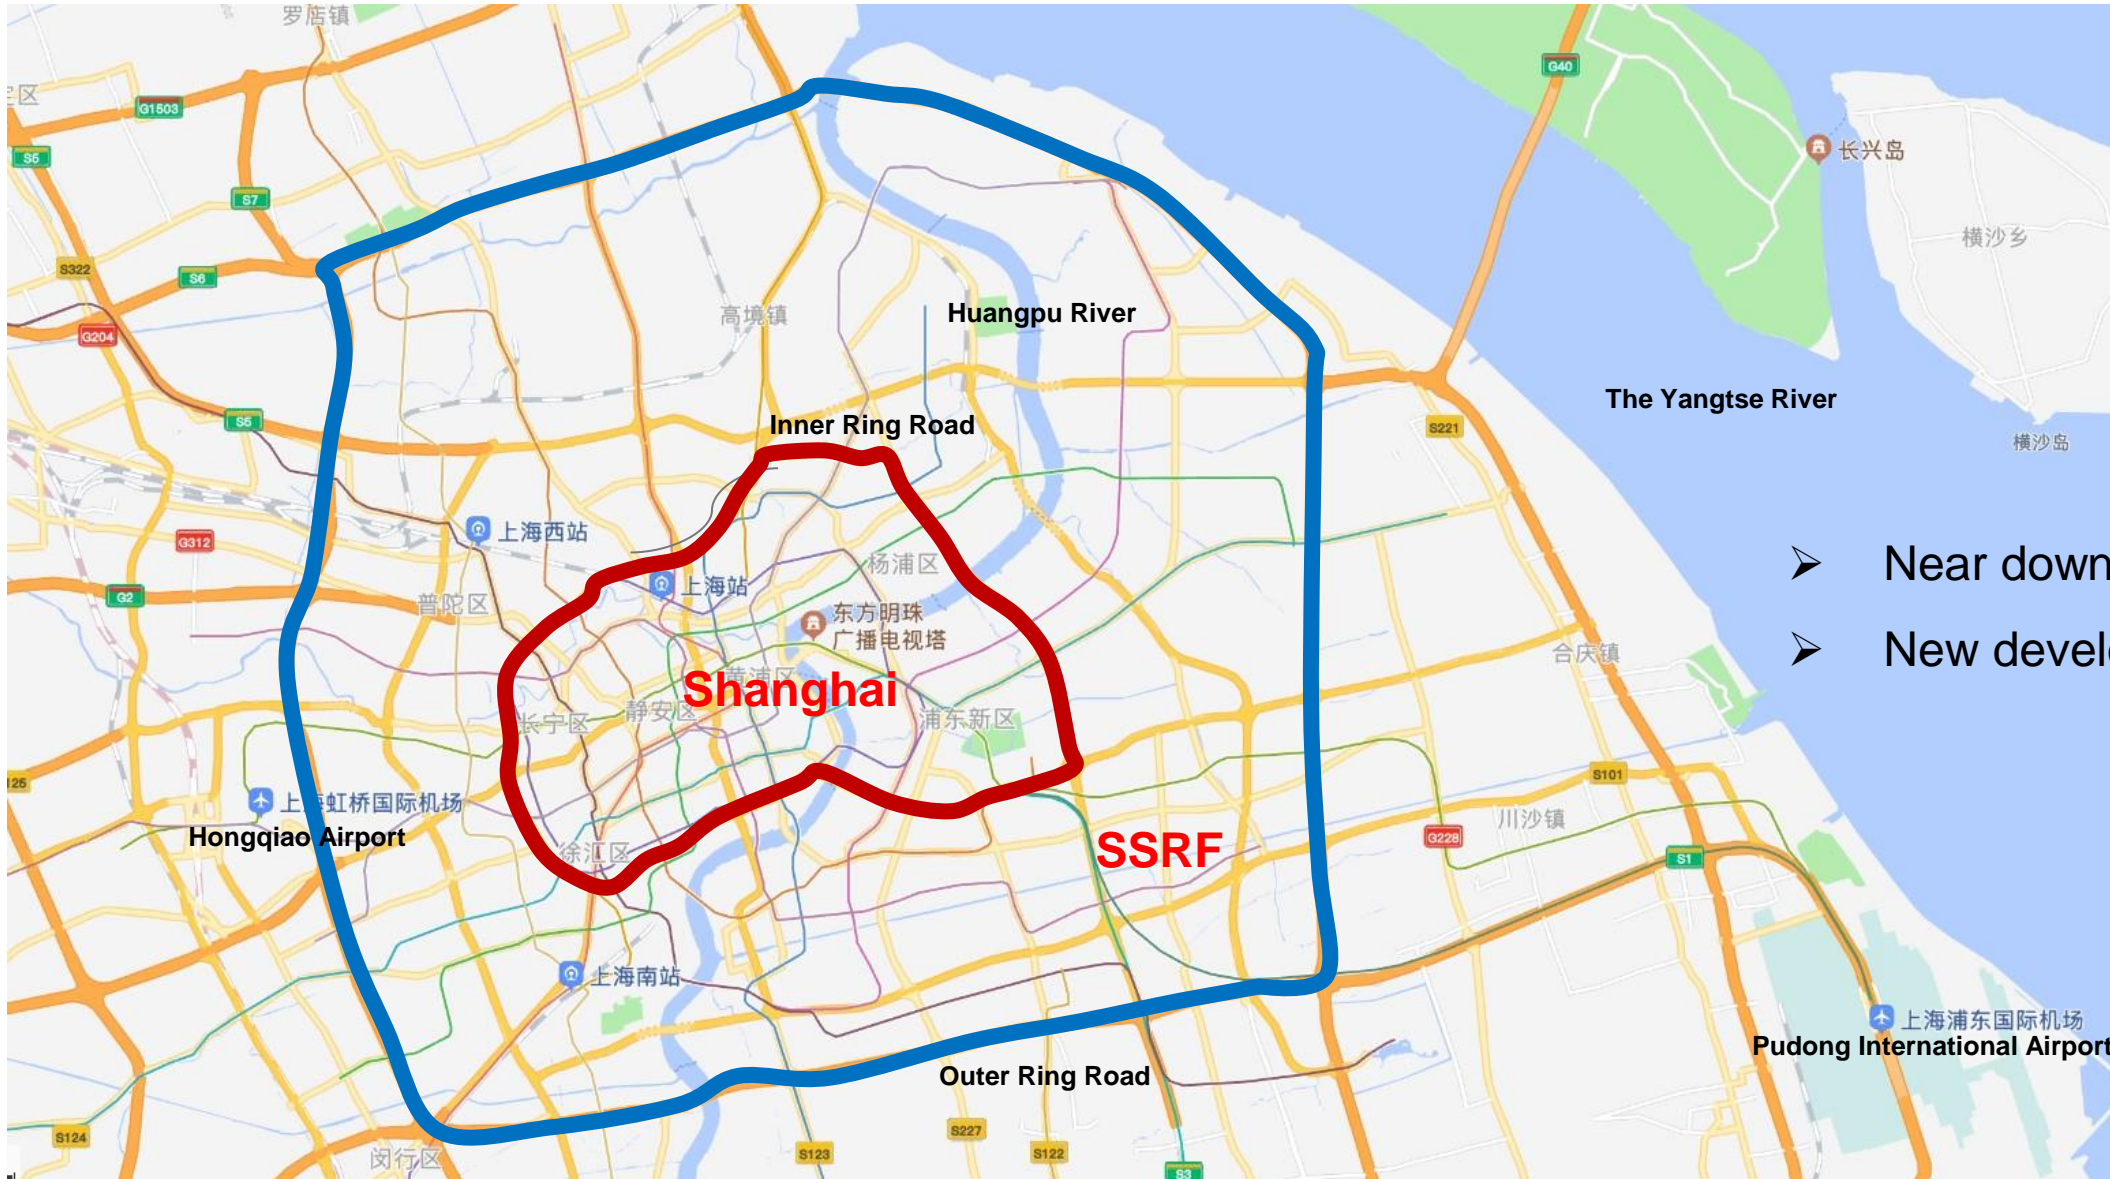 罗店镇
G40
G1503
长兴岛
S5
S7
横沙乡
S322
S6
高境镇
Huangpu River
G204
The Yangtse River
S5
Inner Ring Road
S221
横沙岛
上海西站
G312
➢ Near down
杨浦区
上海站
G2
普陀区
东方明珠
广播电视塔
➢ New devel
合庆镇
黄浦区
Shanghai
静安区
长宁区
浦东新区
S101
上海虹桥国际机场
Hongqiao Airport
川沙镇
G228
SSRF
徐汇区
S1
上海南站
上海浦东国际机场
Pudong International Airport
Outer Ring Road
S124
S227
S123
S122
闵行区
S3